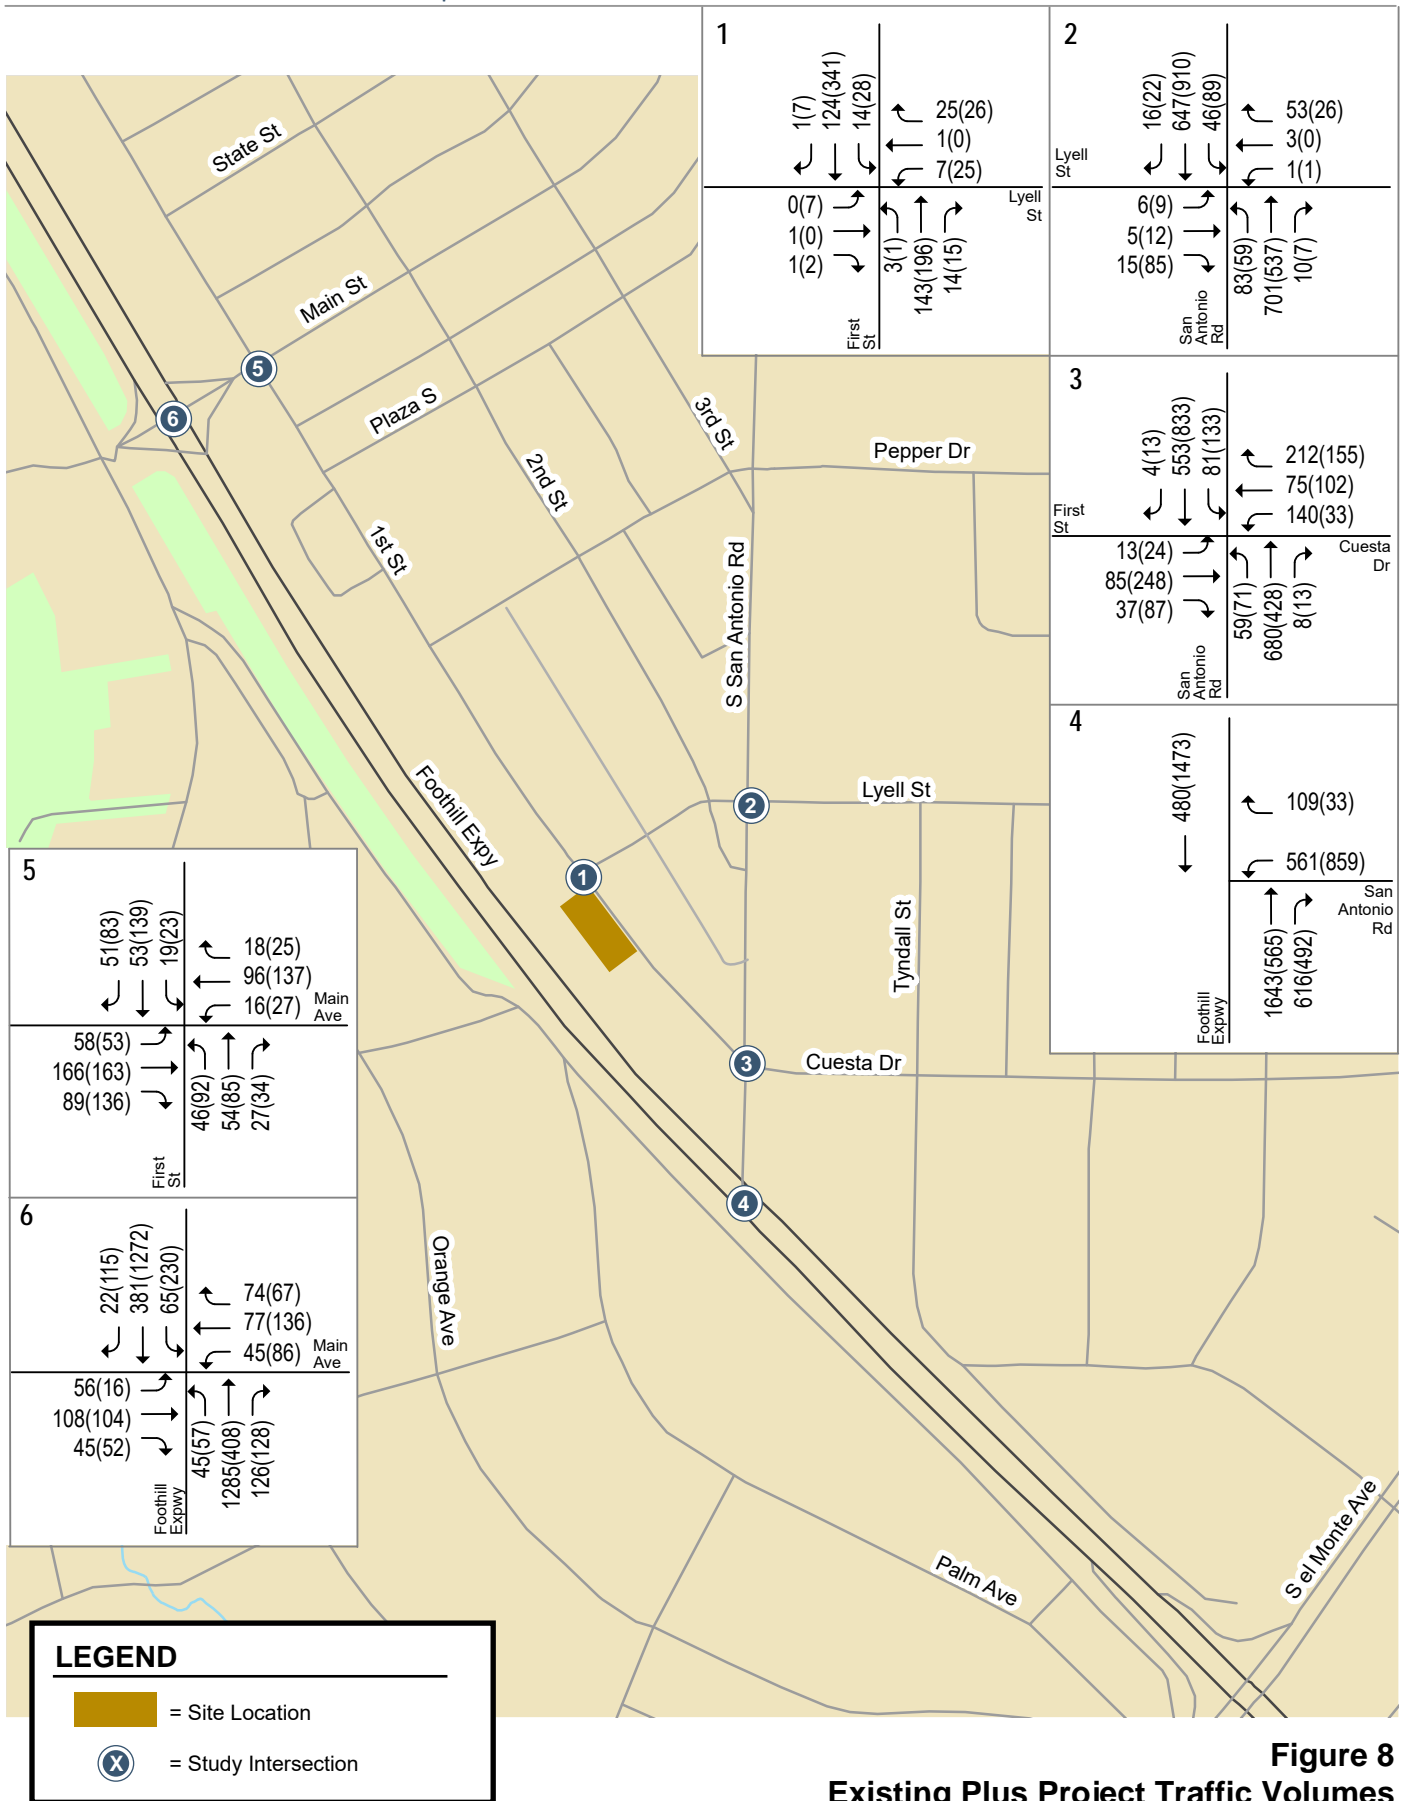 1
1(7)
124(341)
14(28)
25(26)
1(0)
7(25)
Lyell
St
0(7)
1(0)
1(2)
3(1)
143(196)
14(15)
First
St
2
16(22)
647(910)
46(89)
53(26)
3(0)
1(1)
Lyell
St
6(9)
5(12)
15(85)
83(59)
701(537)
10(7)
San
Antonio
Rd
3
4(13)
553(833)
81(133)
212(155)
75(102)
140(33)
First
St
Cuesta
Dr
13(24)
85(248)
37(87)
59(71)
680(428)
8(13)
San
Antonio
Rd
4
480(1473)
109(33)
561(859)
San
Antonio
Rd
1643(565)
616(492)
Foothill
Expwy
State St
Main St
Plaza S
3rd St
2nd St
1st St
Pepper Dr
S San Antonio Rd
Foothill Expy
Lyell St
Tyndall St
Cuesta Dr
Orange Ave
Palm Ave
S el Monte Ave
5
6
1
2
3
4
5
51(83)
53(139)
19(23)
18(25)
96(137)
16(27)
Main
Ave
58(53)
166(163)
89(136)
46(92)
54(85)
27(34)
First
St
6
22(115)
381(1272)
65(230)
74(67)
77(136)
45(86)
Main
Ave
56(16)
108(104)
45(52)
45(57)
1285(408)
126(128)
Foothill
Expwy
LEGEND
= Site Location
X = Study Intersection
Figure 8
Existing Plus Project Traffic Volumes